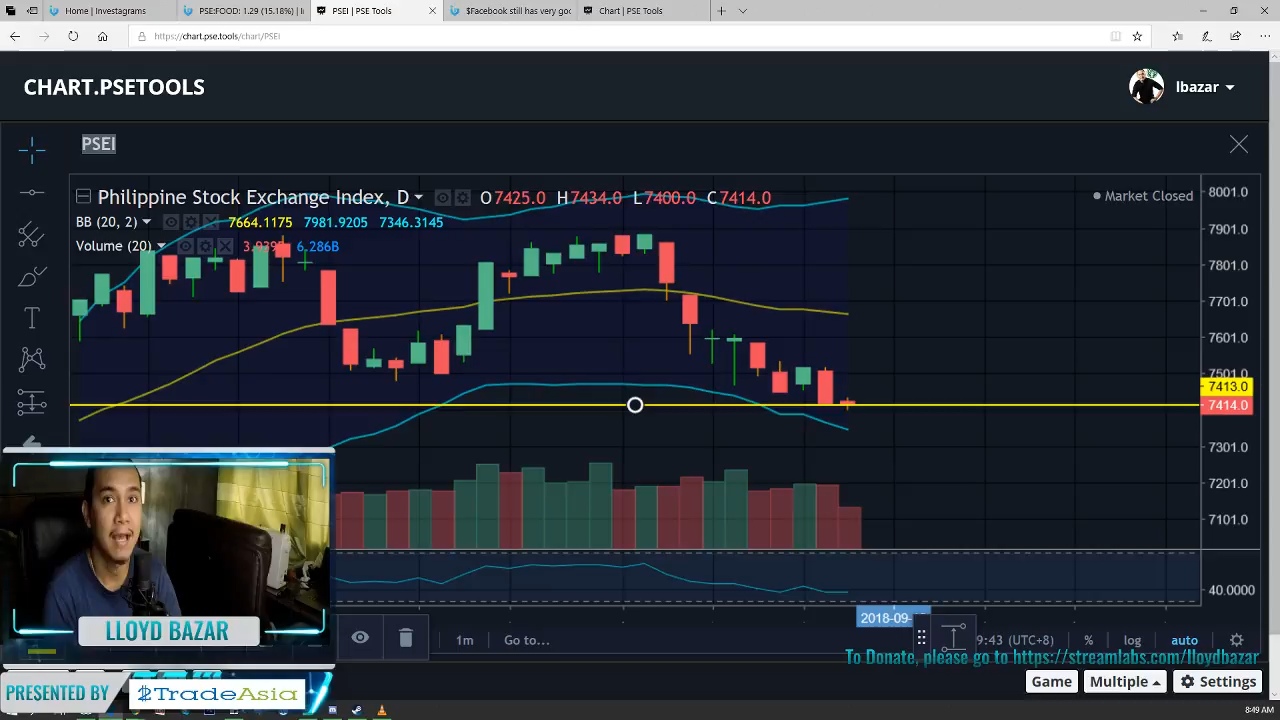 Home | Investagrams
PSE:FOOD: 1.29 (15.18%) | I
PSEI | PSE Tools
$Facebook still has very goo
Chart | PSE Tools
https://chart.pse.tools/chart/PSEI
CHART.PSETOOLS
lbazar
PSEI
Philippine Stock Exchange Index, D O7425.0 H7434.0 L7400.0 C7414.0
Market Closed
BB (20, 2) 7664.1175 7981.9205 7346.3145
Volume (20) 6.286B
8001.0
7901.0
7801.0
7701.0
7601.0
7501.0
7413.0
7414.0
7301.0
7201.0
7101.0
40.0000
2018-09-
1m Go to... 9:43 (UTC+8) % log auto
LLOYD BAZAR
To Donate, please go to https://streamlabs.com/lloydbazar
PRESENTED BY $TradeAsia
Game Multiple Settings
8:49 AM